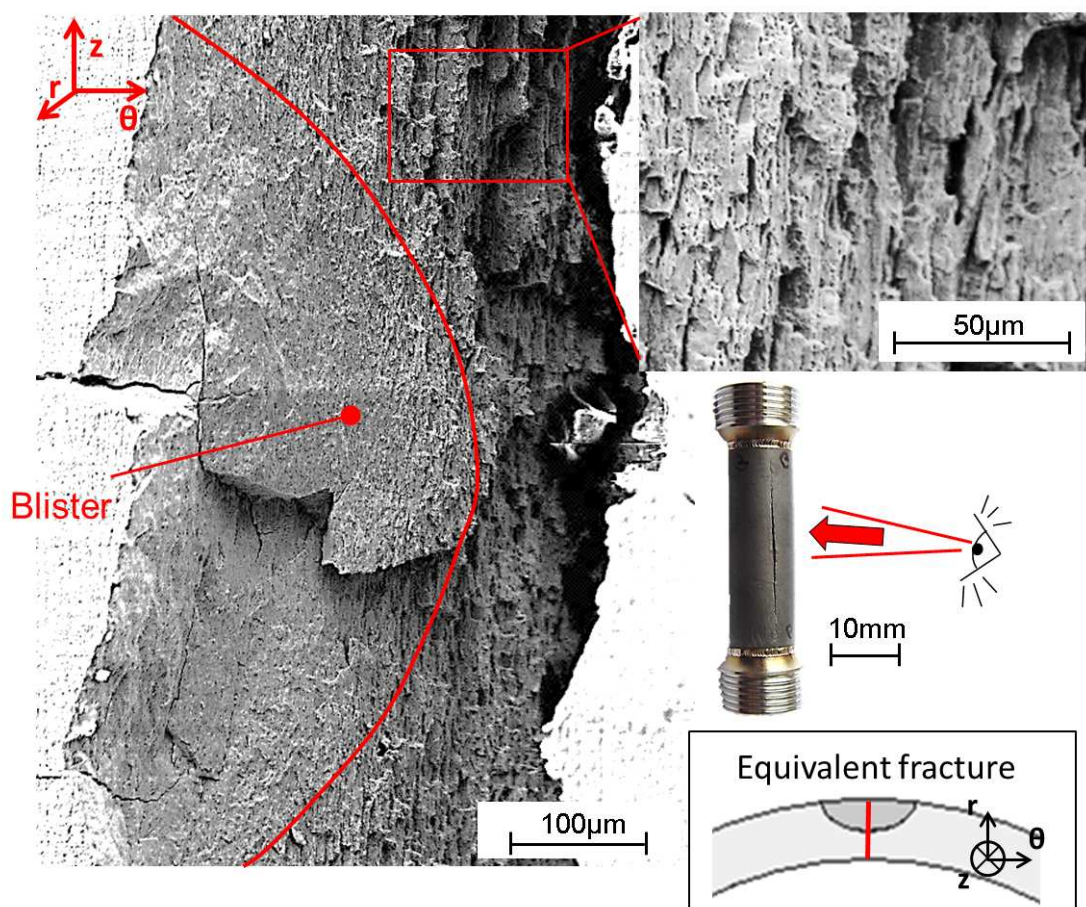 z
r
θ
50µm
Blister
10mm
100µm
Equivalent fracture
r
θ
z